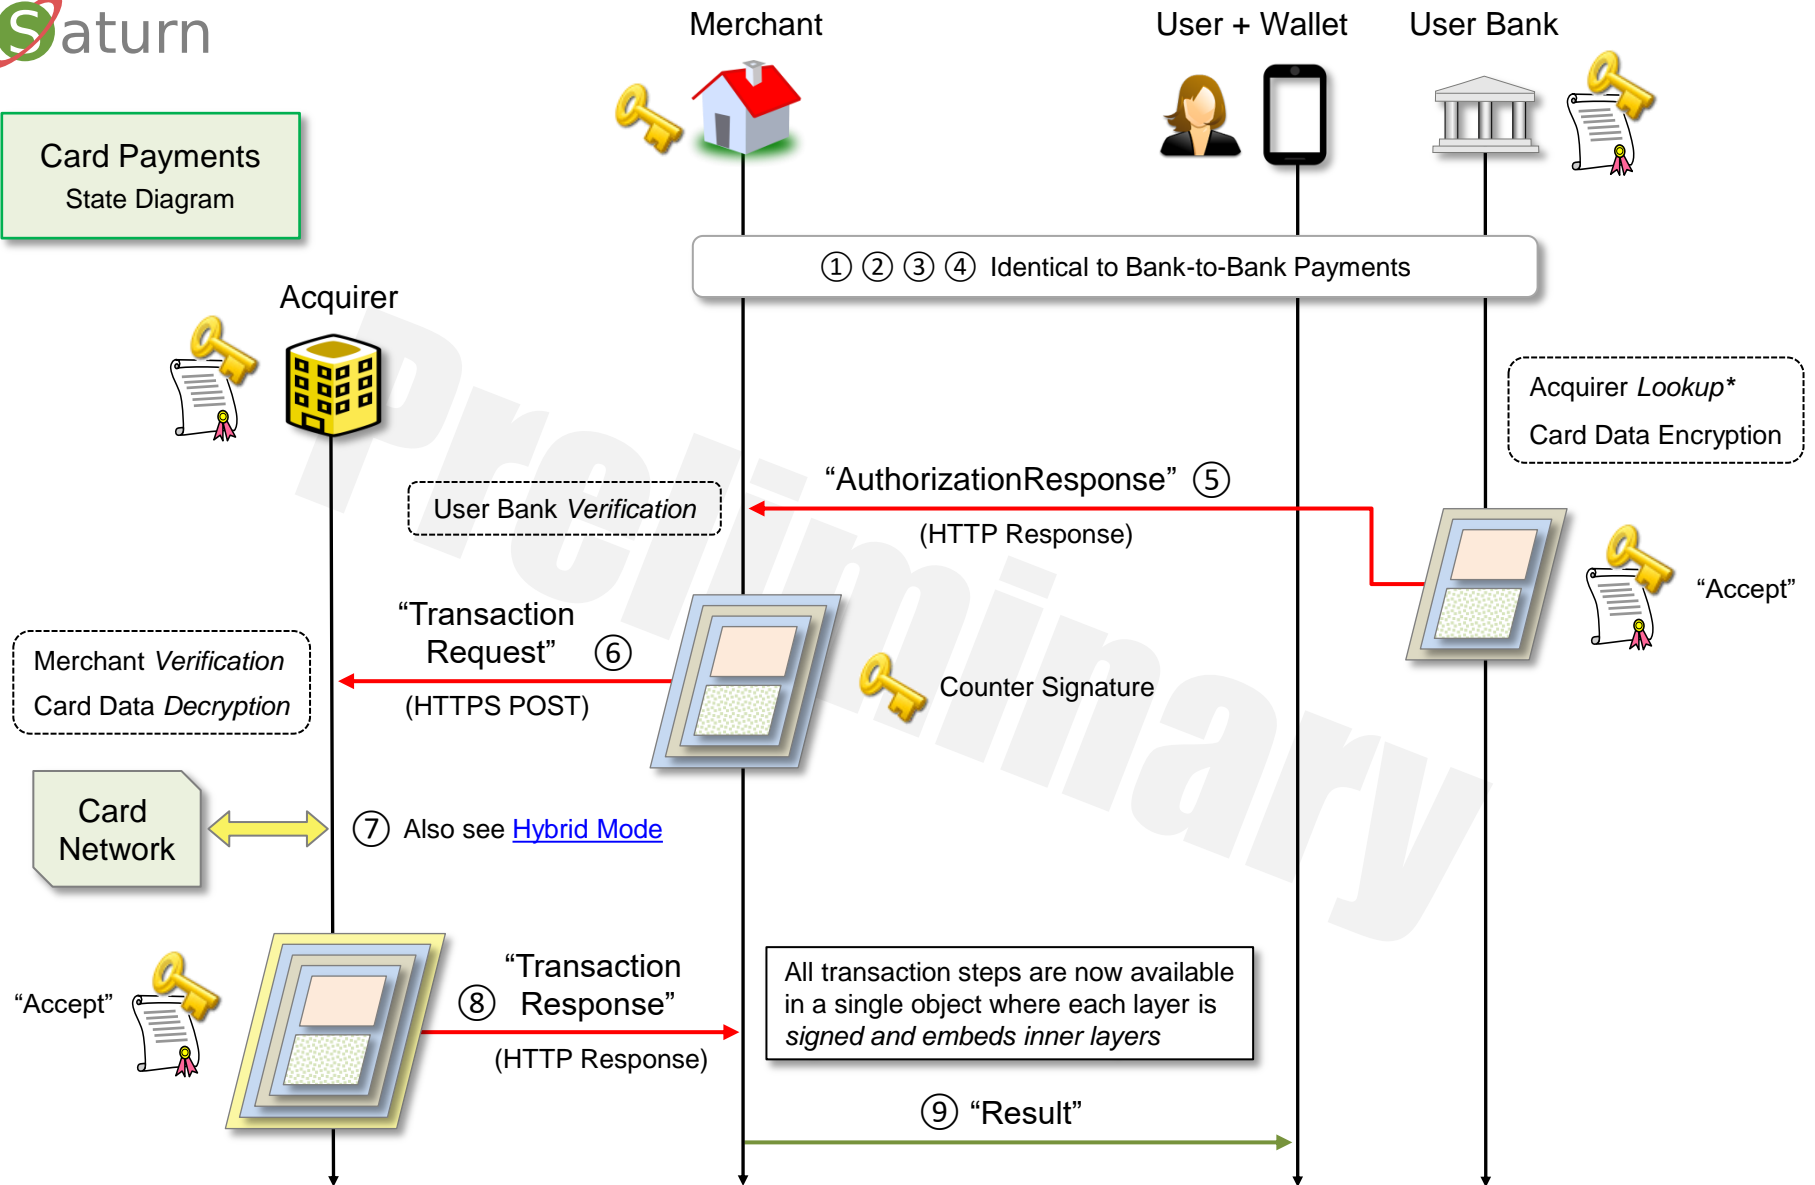 Saturn
Merchant
User + Wallet
User Bank
Card Payments
State Diagram
① ② ③ ④ Identical to Bank-to-Bank Payments
Acquirer
Acquirer Lookup*
Card Data Encryption
“AuthorizationResponse” ⑤
(HTTP Response)
User Bank Verification
“Accept”
“Transaction
Request” ⑥
(HTTPS POST)
Merchant Verification
Card Data Decryption
Counter Signature
Card
Network
⑦ Also see Hybrid Mode
“Accept”
“Transaction
⑧ Response”
(HTTP Response)
All transaction steps are now available
in a single object where each layer is
signed and embeds inner layers
⑨ “Result”
Preliminary